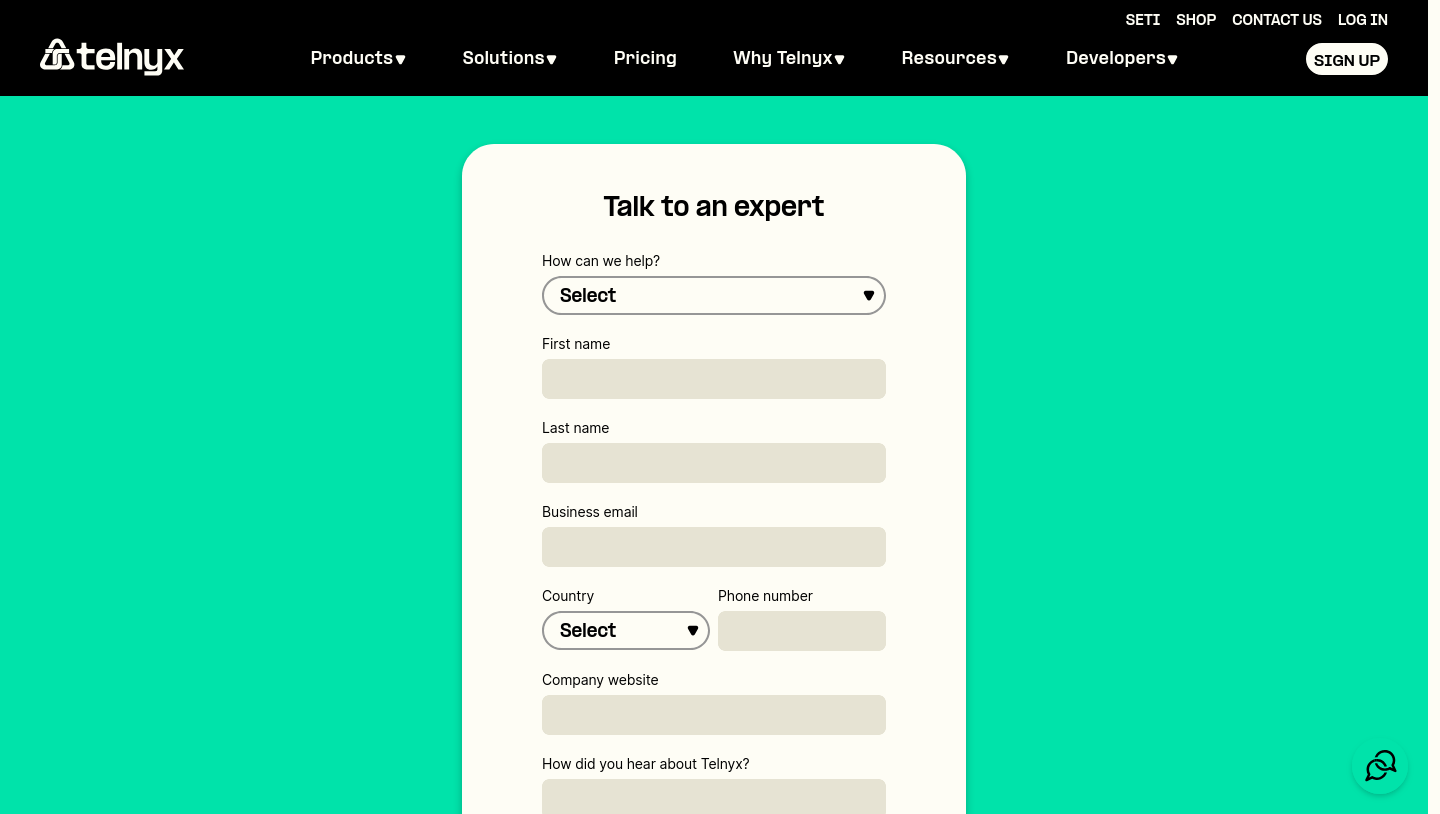 SETI SHOP CONTACT US LOG IN
telnyx Products Solutions Pricing Why Telnyx Resources Developers SIGN UP
Talk to an expert
How can we help?
Select
First name
Last name
Business email
Country Phone number
Select
Company website
How did you hear about Telnyx?